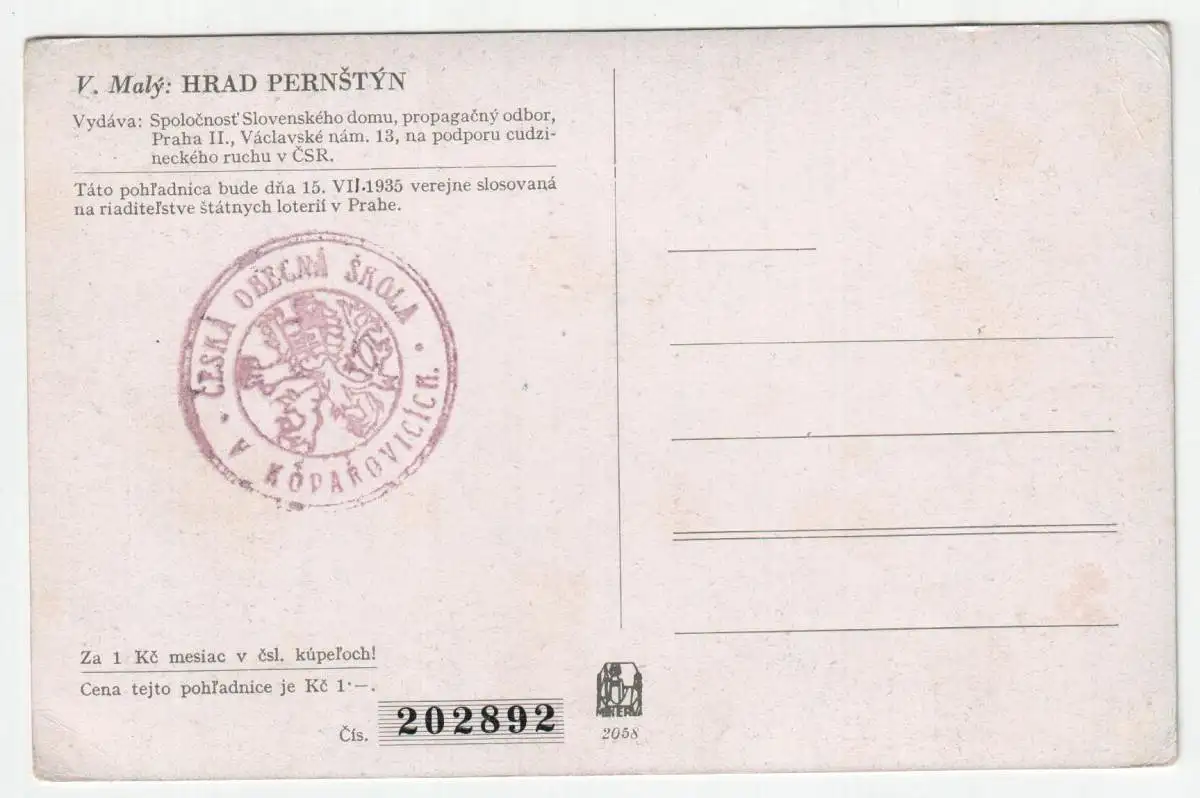 V. Malý: HRAD PERNŠTÝN
Vydáva: Spoločnosť Slovenského domu, propagačný odbor,
Praha II., Václavské nám. 13, na podporu cudzi-
neckého ruchu v ČSR.
Táto pohľadnica bude dňa 15. VII.1935 verejne slosovaná
na riaditeľstve štátnych loterií v Prahe.
ČESKÁ OBECNÁ ŠKOLA
V KOPAŘOVICÍCH.
Za 1 Kč mesiac v čsl. kúpeľoch!
Cena tejto pohľadnice je Kč 1·–.
Čís. 202892
2058